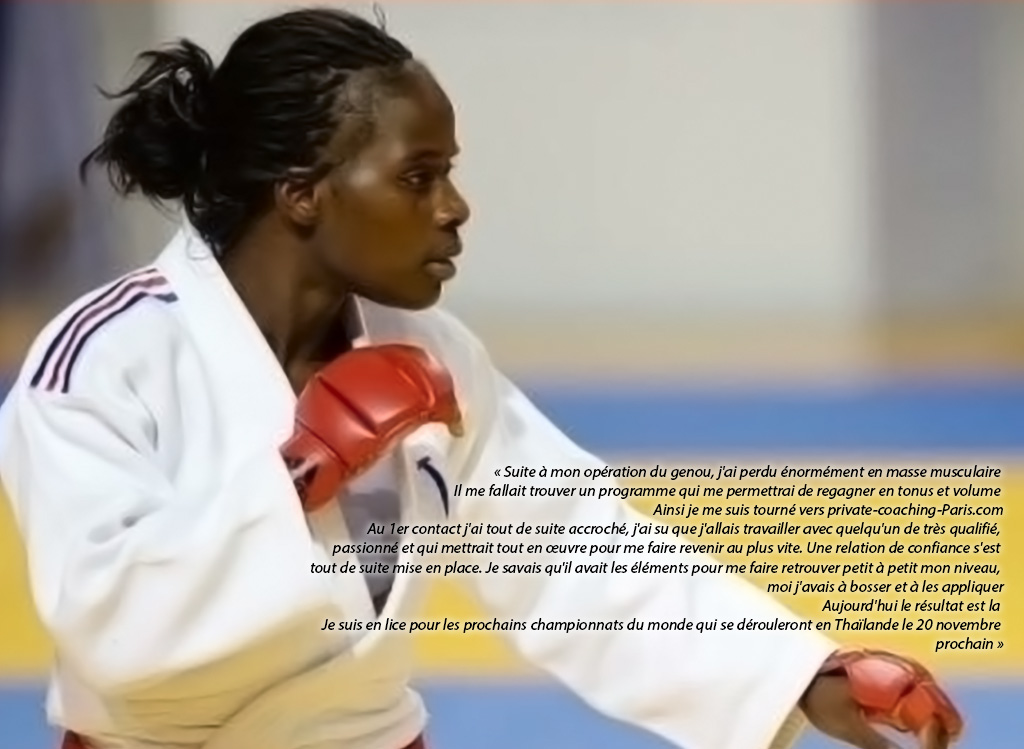 « Suite à mon opération du genou, j'ai perdu énormément en masse musculaire
Il me fallait trouver un programme qui me permettrai de regagner en tonus et volume
Ainsi je me suis tourné vers private-coaching-Paris.com
Au 1er contact j'ai tout de suite accroché, j'ai su que j'allais travailler avec quelqu'un de très qualifié,
passionné et qui mettrait tout en œuvre pour me faire revenir au plus vite. Une relation de confiance s'est
tout de suite mise en place. Je savais qu'il avait les éléments pour me faire retrouver petit à petit mon niveau,
moi j'avais à bosser et à les appliquer
Aujourd'hui le résultat est la
Je suis en lice pour les prochains championnats du monde qui se dérouleront en Thaïlande le 20 novembre
prochain »